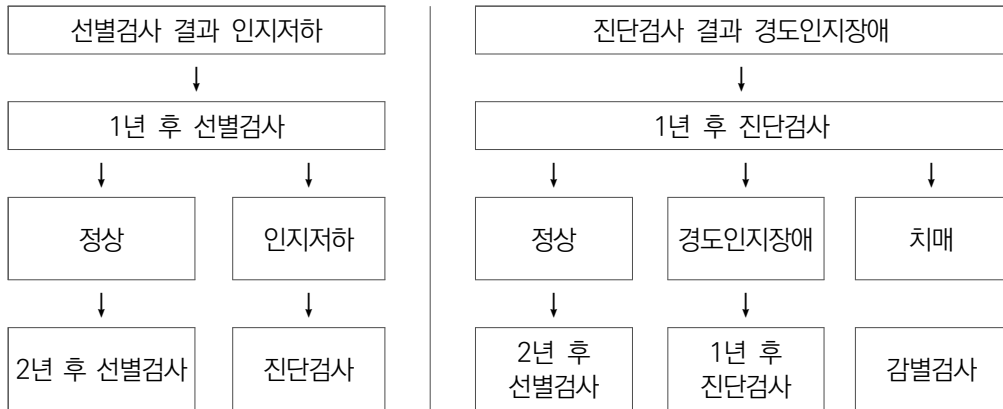 선별검사 결과 인지저하
1년 후 선별검사
정상
인지저하
2년 후 선별검사
진단검사
진단검사 결과 경도인지장애
1년 후 진단검사
정상
경도인지장애
치매
2년 후
선별검사
1년 후
진단검사
감별검사